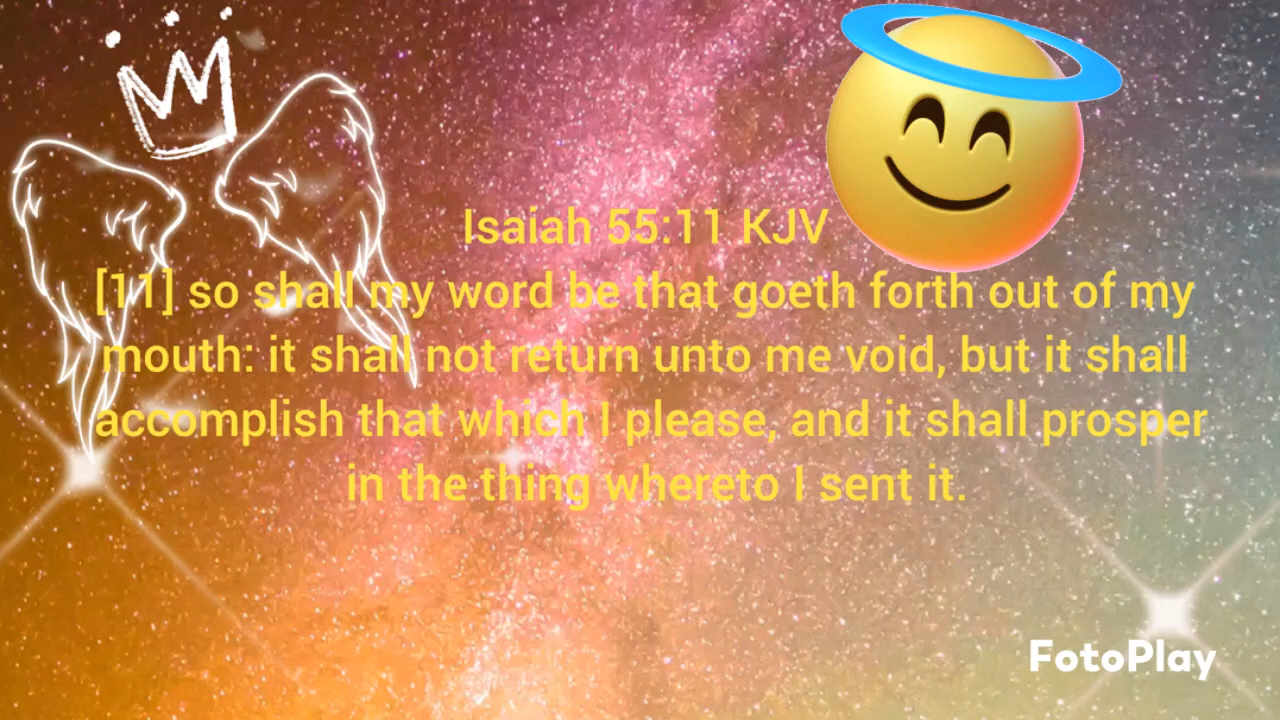 Isaiah 55:11 KJV
[11] so shall my word be that goeth forth out of my
mouth: it shall not return unto me void, but it shall
accomplish that which I please, and it shall prosper
in the thing whereto I sent it.
FotoPlay